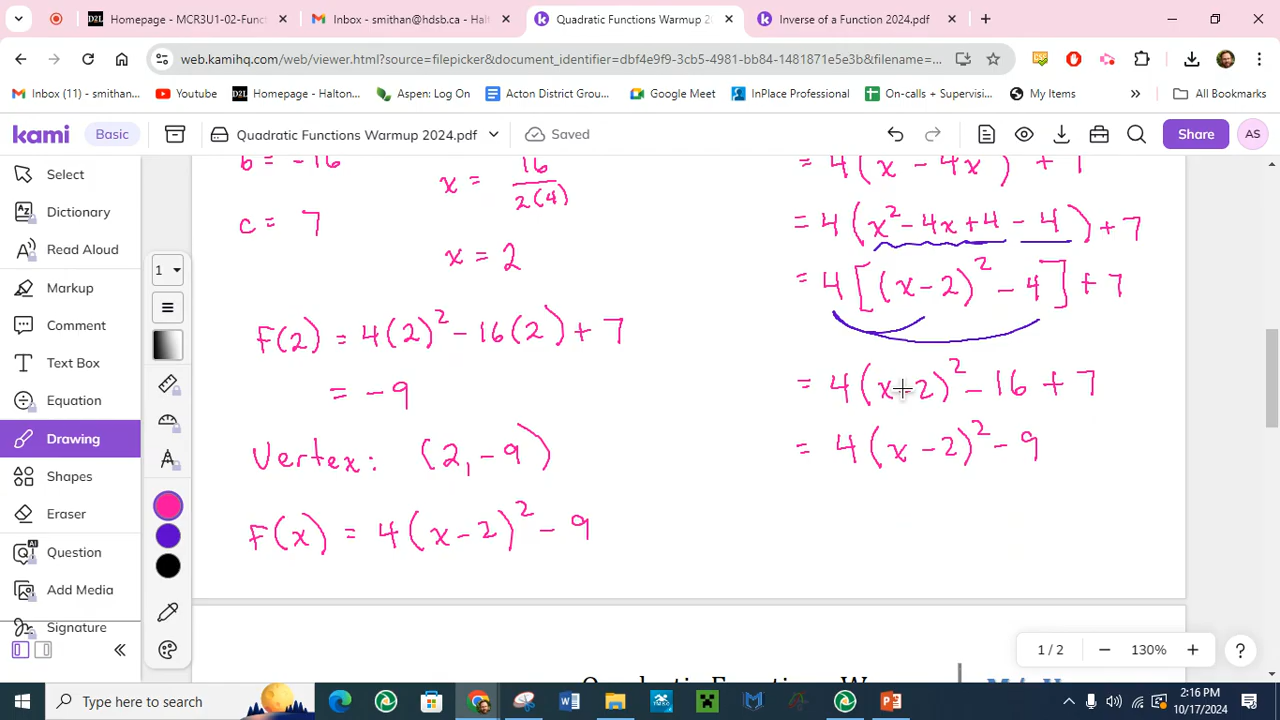 Homepage - MCR3U1-02-Func
Inbox - smithan@hdsb.ca - Halt
Quadratic Functions Warmup 2
Inverse of a Function 2024.pdf
web.kamihq.com/web/viewer.html?source=filepicker&document_identifier=dbf4e9f9-3cb5-4981-bb84-1481871e5e3b&filename=...
Inbox (11) - smithan...
Youtube
Homepage - Halton...
Aspen: Log On
Acton District Grou...
Google Meet
InPlace Professional
On-calls + Supervisi...
My Items
All Bookmarks
kami
Basic
Quadratic Functions Warmup 2024.pdf
Saved
Share
AS
Select
Dictionary
Read Aloud
Markup
Comment
Text Box
Equation
Drawing
Shapes
Eraser
Question
Add Media
Signature
1
b = -16
c = 7
x = 16
2(4)
x = 2
F(2) = 4(2)² - 16(2) + 7
= -9
Vertex: (2, -9)
F(x) = 4(x-2)² - 9
= 4(x - 4x) + 7
= 4(x² - 4x + 4 - 4) + 7
= 4[(x-2)² - 4] + 7
= 4(x-2)² - 16 + 7
= 4(x-2)² - 9
1 / 2
130%
?
Type here to search
2:16 PM
10/17/2024